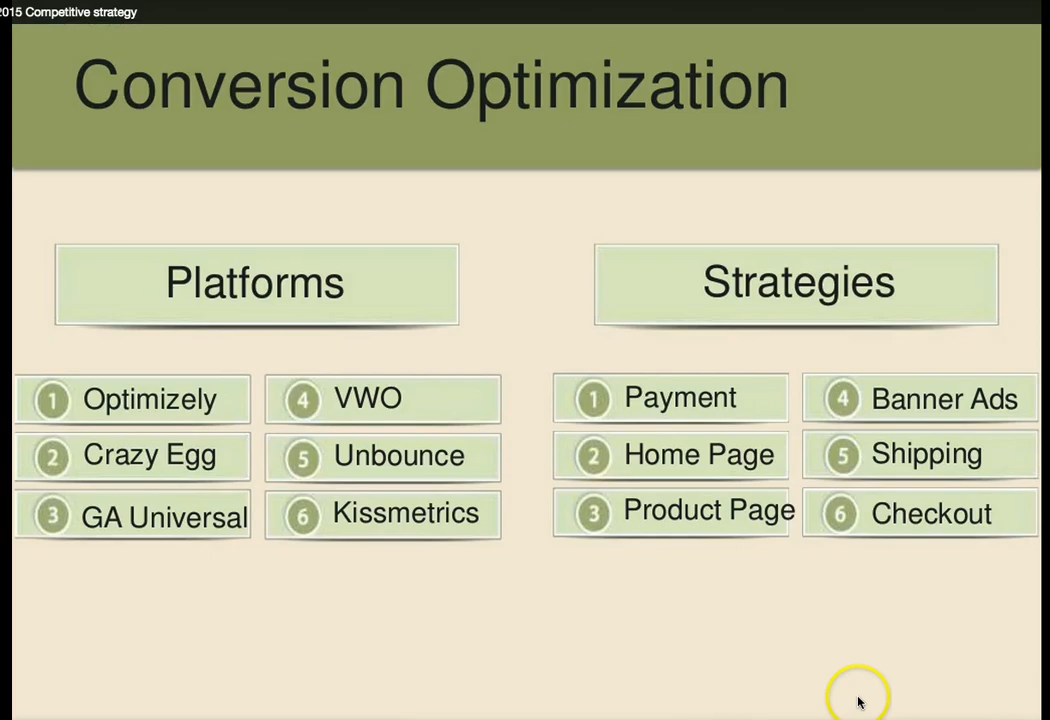 2015 Competitive strategy
Conversion Optimization
Platforms
1 Optimizely
2 Crazy Egg
3 GA Universal
4 VWO
5 Unbounce
6 Kissmetrics
Strategies
1 Payment
2 Home Page
3 Product Page
4 Banner Ads
5 Shipping
6 Checkout